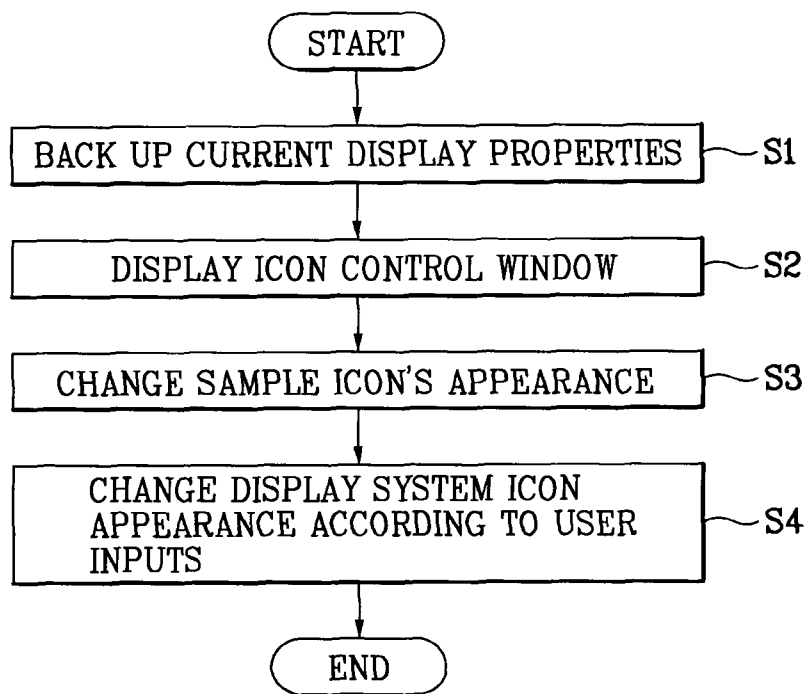 START
BACK UP CURRENT DISPLAY PROPERTIES
S1
DISPLAY ICON CONTROL WINDOW
S2
CHANGE SAMPLE ICON'S APPEARANCE
S3
CHANGE DISPLAY SYSTEM ICON
APPEARANCE ACCORDING TO USER
INPUTS
S4
END